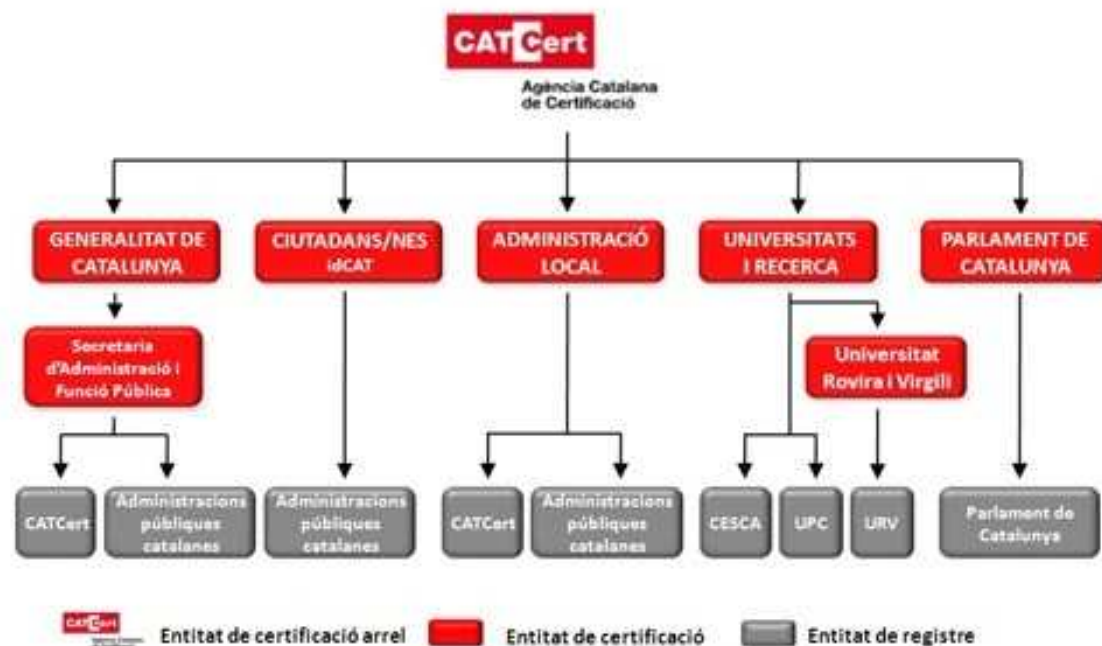 CATCert
Agència Catalana
de Certificació
GENERALITAT DE
CATALUNYA
CIUTADANS/NES
idCAT
ADMINISTRACIÓ
LOCAL
UNIVERSITATS
I RECERCA
PARLAMENT DE
CATALUNYA
Secretaria
d'Administració i
Funció Pública
Universitat
Rovira i Virgili
CATCert
Administracions
públiques
catalanes
Administracions
públiques
catalanes
CATCert
Administracions
públiques
catalanes
CESCA
UPC
URV
Parlament de
Catalunya
CATCert
Entitat de certificació arrel
Entitat de certificació
Entitat de registre